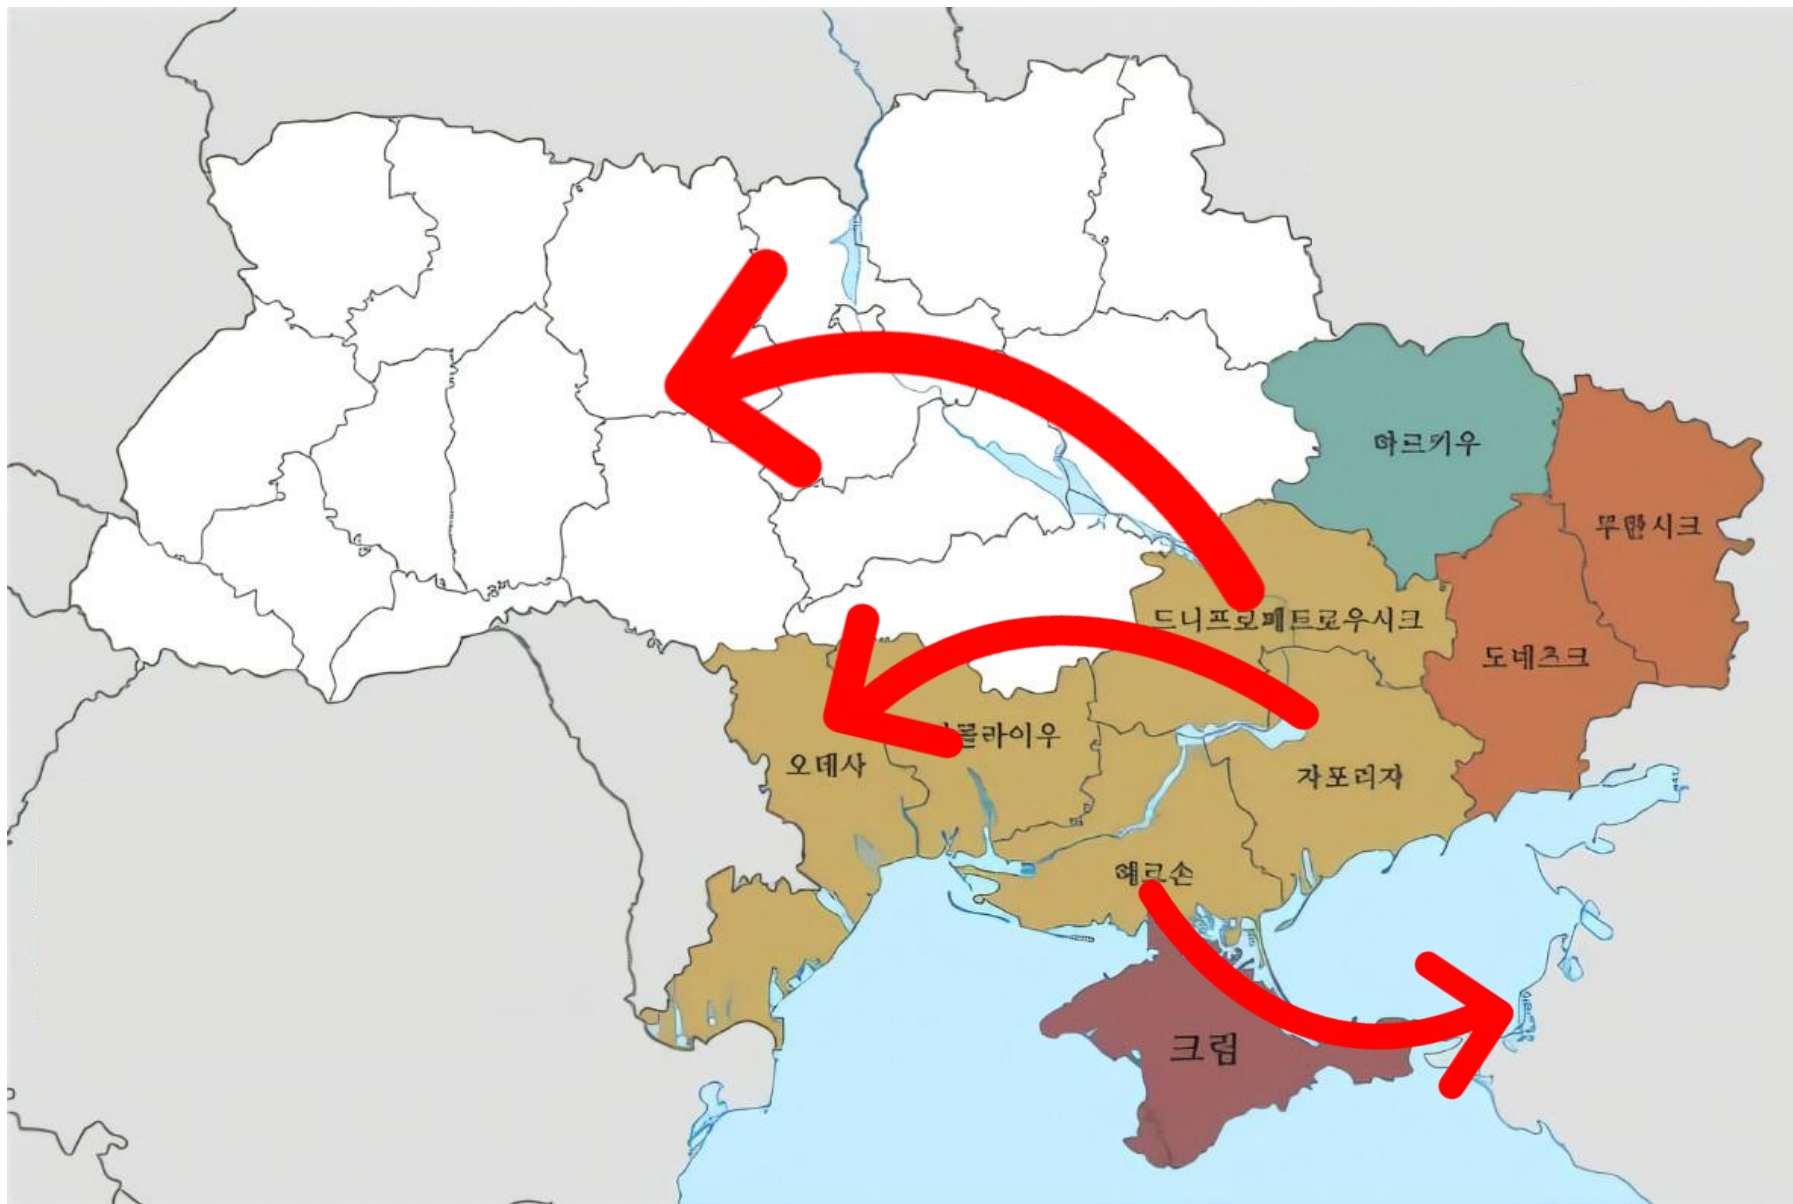 하르키우
루한시크
드니프로페트로우시크
도네츠크
콜라이우
오데사
자포리자
헤르손
크림